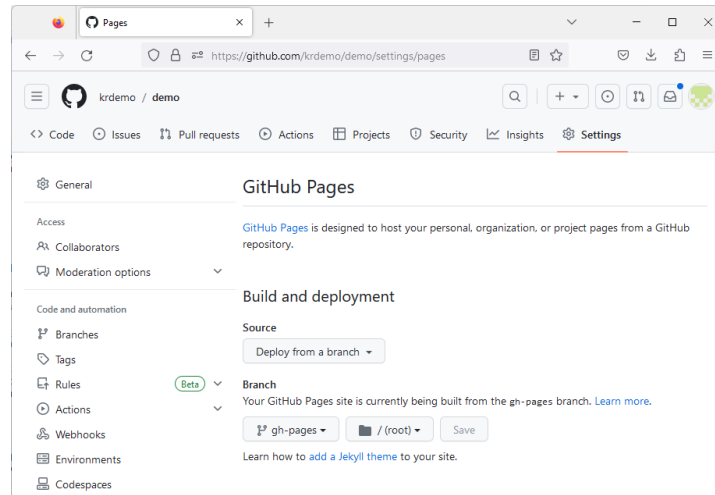 Pages
https://github.com/krdemo/demo/settings/pages
krdemo / demo
<> Code Issues Pull requests Actions Projects Security Insights Settings
General
Access
Collaborators
Moderation options
Code and automation
Branches
Tags
Rules Beta
Actions
Webhooks
Environments
Codespaces
GitHub Pages
GitHub Pages is designed to host your personal, organization, or project pages from a GitHub
repository.
Build and deployment
Source
Deploy from a branch
Branch
Your GitHub Pages site is currently being built from the gh-pages branch. Learn more.
gh-pages / (root) Save
Learn how to add a Jekyll theme to your site.